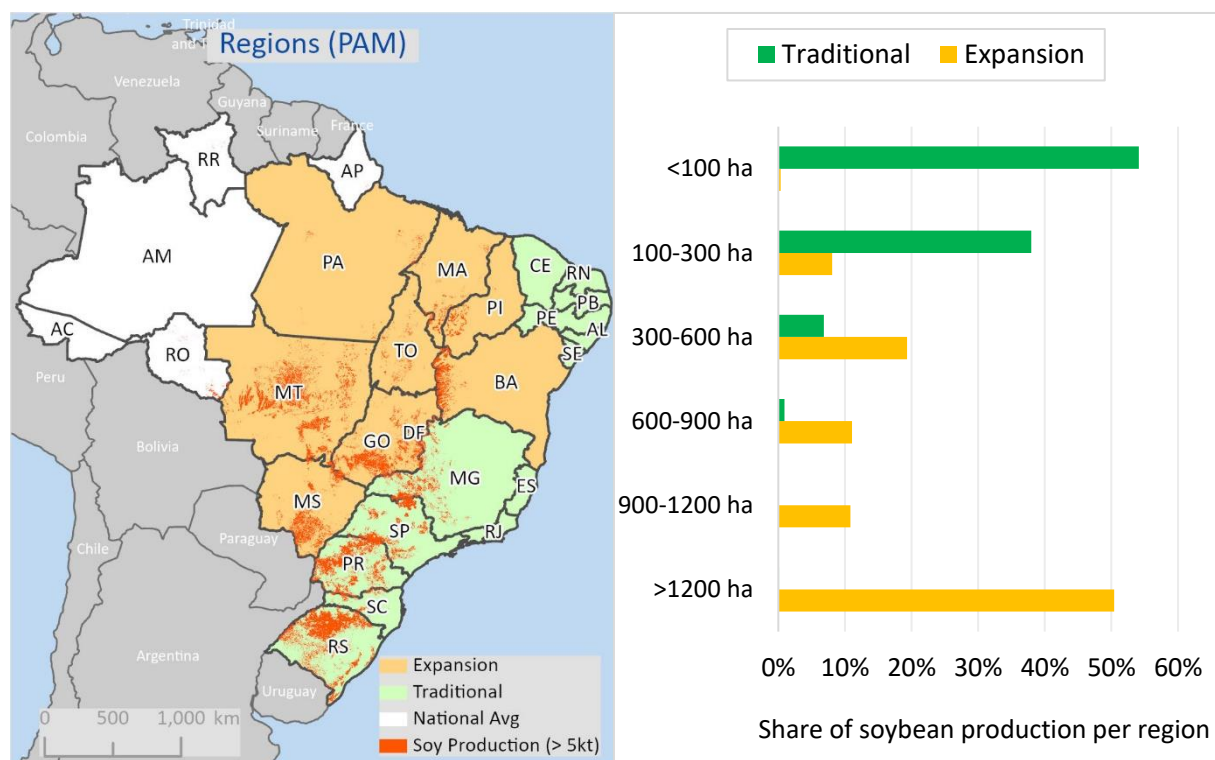 Trinidad
and T
Regions (PAM)
Venezuela
Guyana
Suriname
France
Colombia
RR
AP
AM
PA
MA
CE
RN
PI
PB
PE
AL
AC
SE
RO
TO
Peru
BA
MT
Bolivia
GO
DF
MG
ES
MS
SP
RJ
Paraguay
Chile
PR
SC
RS
Argentina
Uruguay
Expansion
Traditional
National Avg
Soy Production (> 5kt)
0 500 1,000 km
Traditional Expansion
<100 ha
100-300 ha
300-600 ha
600-900 ha
900-1200 ha
>1200 ha
0% 10% 20% 30% 40% 50% 60%
Share of soybean production per region